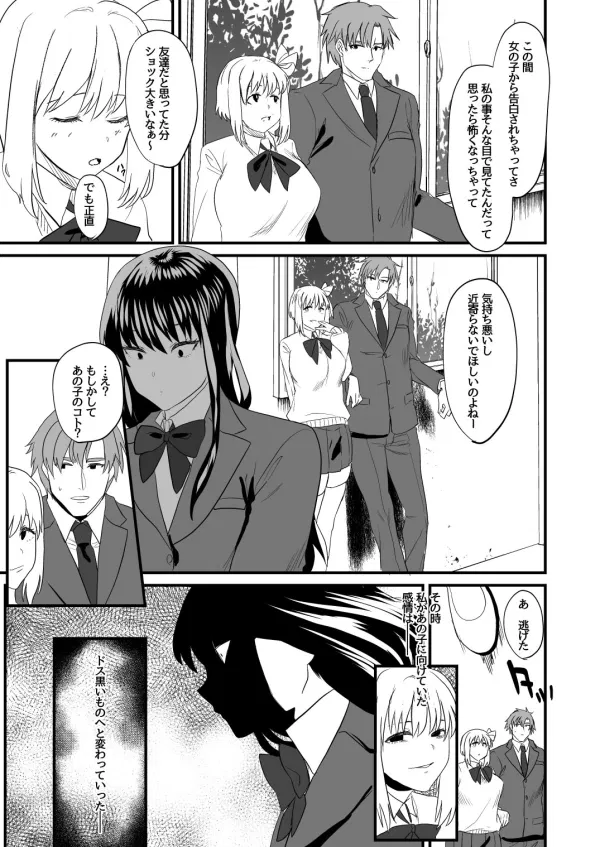 この間
女の子から告白されちゃってさ
私の事そんな目で見てたんだって
思ったら怖くなっちゃって
友達だと思ってた分
ショック大きいなぁ～
でも正直
気持ち悪いし
近寄らないでほしいのよねー
…え？
もしかして
あの子のコト？
あ 逃げた
タッ
その時
私があの子に向けていた
感情は
ドス黒いものへと変わっていった――